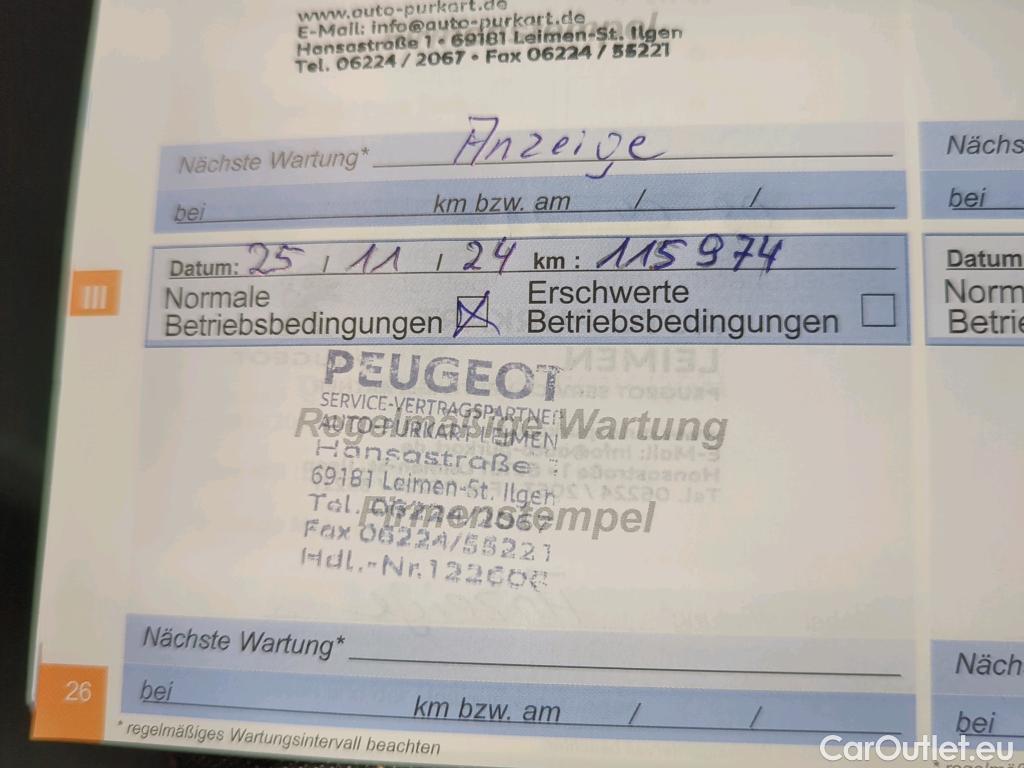 www.auto-purkart.de
E-Mail: info@auto-purkart.de
Hansastraße 1 • 69181 Leimen-St. Ilgen
Tel. 06224 / 2067 • Fax 06224 / 55221
Nächste Wartung* Anzeige
bei km bzw. am / /
Datum: 25 / 11 / 24 km : 115974
Normale
Betriebsbedingungen
Erschwerte
Betriebsbedingungen
III
PEUGEOT
SERVICE-VERTRAGSPARTNER
AUTO-PURKART LEIMEN
Regelmäßige Wartung
Hansastraße
69181 Leimen-St. Ilgen
Tel. 06224/2067
Firmenstempel
Fax 06224/55221
Hdl.-Nr.
Nächste Wartung*
bei km bzw. am / /
26
* regelmäßiges Wartungsintervall beachten
Nächs
bei
Datum
Norm
Betrie
Näch
bei
CarOutlet.eu